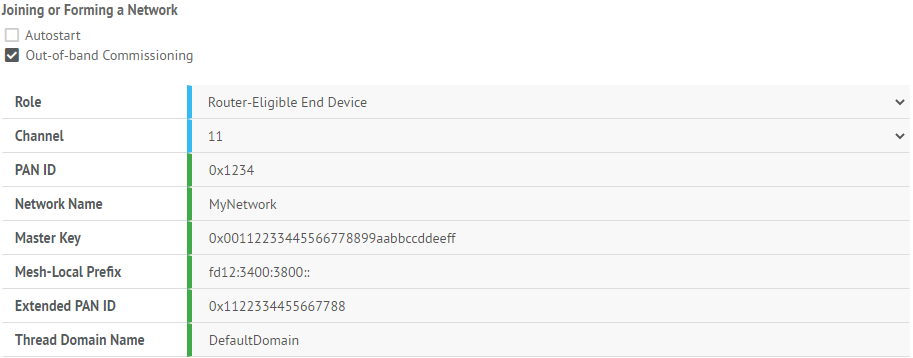 Joining or Forming a Network
Autostart
Out-of-band Commissioning
Role Router-Eligible End Device
Channel 11
PAN ID 0x1234
Network Name MyNetwork
Master Key 0x00112233445566778899aabbccddeeff
Mesh-Local Prefix fd12:3400:3800::
Extended PAN ID 0x1122334455667788
Thread Domain Name DefaultDomain